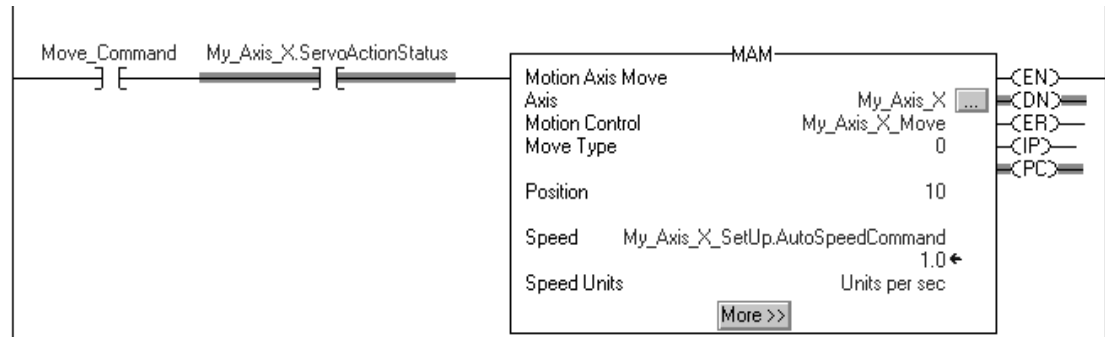 Move_Command My_Axis_X.ServoActionStatus
MAM
Motion Axis Move
Axis My_Axis_X ...
Motion Control My_Axis_X_Move
Move Type 0
Position 10
Speed My_Axis_X_SetUp.AutoSpeedCommand
1.0
Speed Units Units per sec
More >>
EN
DN
ER
IP
PC